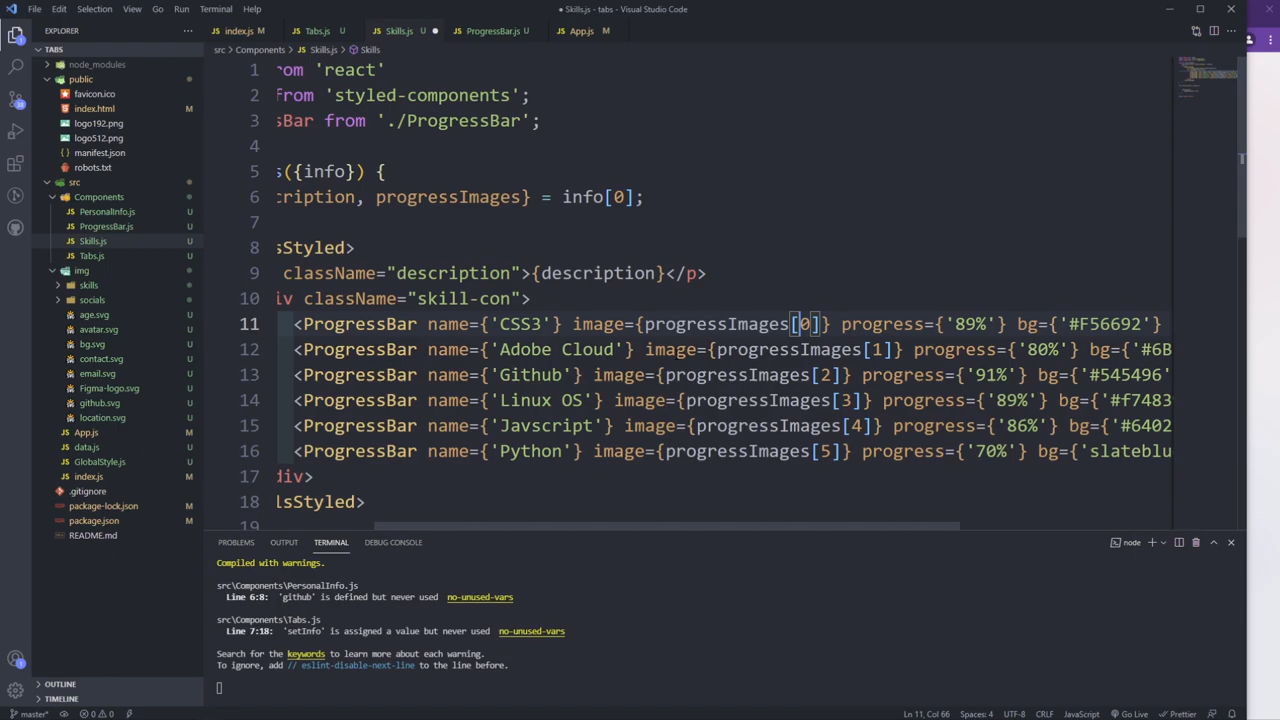 File Edit Selection View Go Run Terminal Help
● Skills.js - tabs - Visual Studio Code
EXPLORER
TABS
node_modules
public
favicon.ico
index.html M
logo192.png
logo512.png
manifest.json
robots.txt
src
Components
PersonalInfo.js U
ProgressBar.js U
Skills.js U
Tabs.js U
img
skills
socials
age.svg U
avatar.svg U
bg.svg U
contact.svg U
email.svg U
Figma-logo.svg U
github.svg U
location.svg U
App.js M
data.js U
GlobalStyle.js U
index.js M
.gitignore
package-lock.json M
package.json M
README.md
OUTLINE
TIMELINE
index.js M Tabs.js U Skills.js U ● ProgressBar.js U App.js M
src > Components > Skills.js > Skills
1 rom 'react'
2 from 'styled-components';
3 sBar from './ProgressBar';
4
5 s({info}) {
6 cription, progressImages} = info[0];
7
8 sStyled>
9 className="description">{description}</p>
10 iv className="skill-con">
11 <ProgressBar name={'CSS3'} image={progressImages[0]} progress={'89%'} bg={'#F56692'}
12 <ProgressBar name={'Adobe Cloud'} image={progressImages[1]} progress={'80%'} bg={'#6B
13 <ProgressBar name={'Github'} image={progressImages[2]} progress={'91%'} bg={'#545496'
14 <ProgressBar name={'Linux OS'} image={progressImages[3]} progress={'89%'} bg={'#f7483
15 <ProgressBar name={'Javscript'} image={progressImages[4]} progress={'86%'} bg={'#6402
16 <ProgressBar name={'Python'} image={progressImages[5]} progress={'70%'} bg={'slateblu
17 div>
18 lsStyled>
19
PROBLEMS OUTPUT TERMINAL DEBUG CONSOLE
node
Compiled with warnings.
src\Components\PersonalInfo.js
Line 6:8: 'github' is defined but never used no-unused-vars
src\Components\Tabs.js
Line 7:18: 'setInfo' is assigned a value but never used no-unused-vars
Search for the keywords to learn more about each warning.
To ignore, add // eslint-disable-next-line to the line before.
master* 0 0 Ln 11, Col 66 Spaces: 4 UTF-8 CRLF JavaScript Go Live Prettier